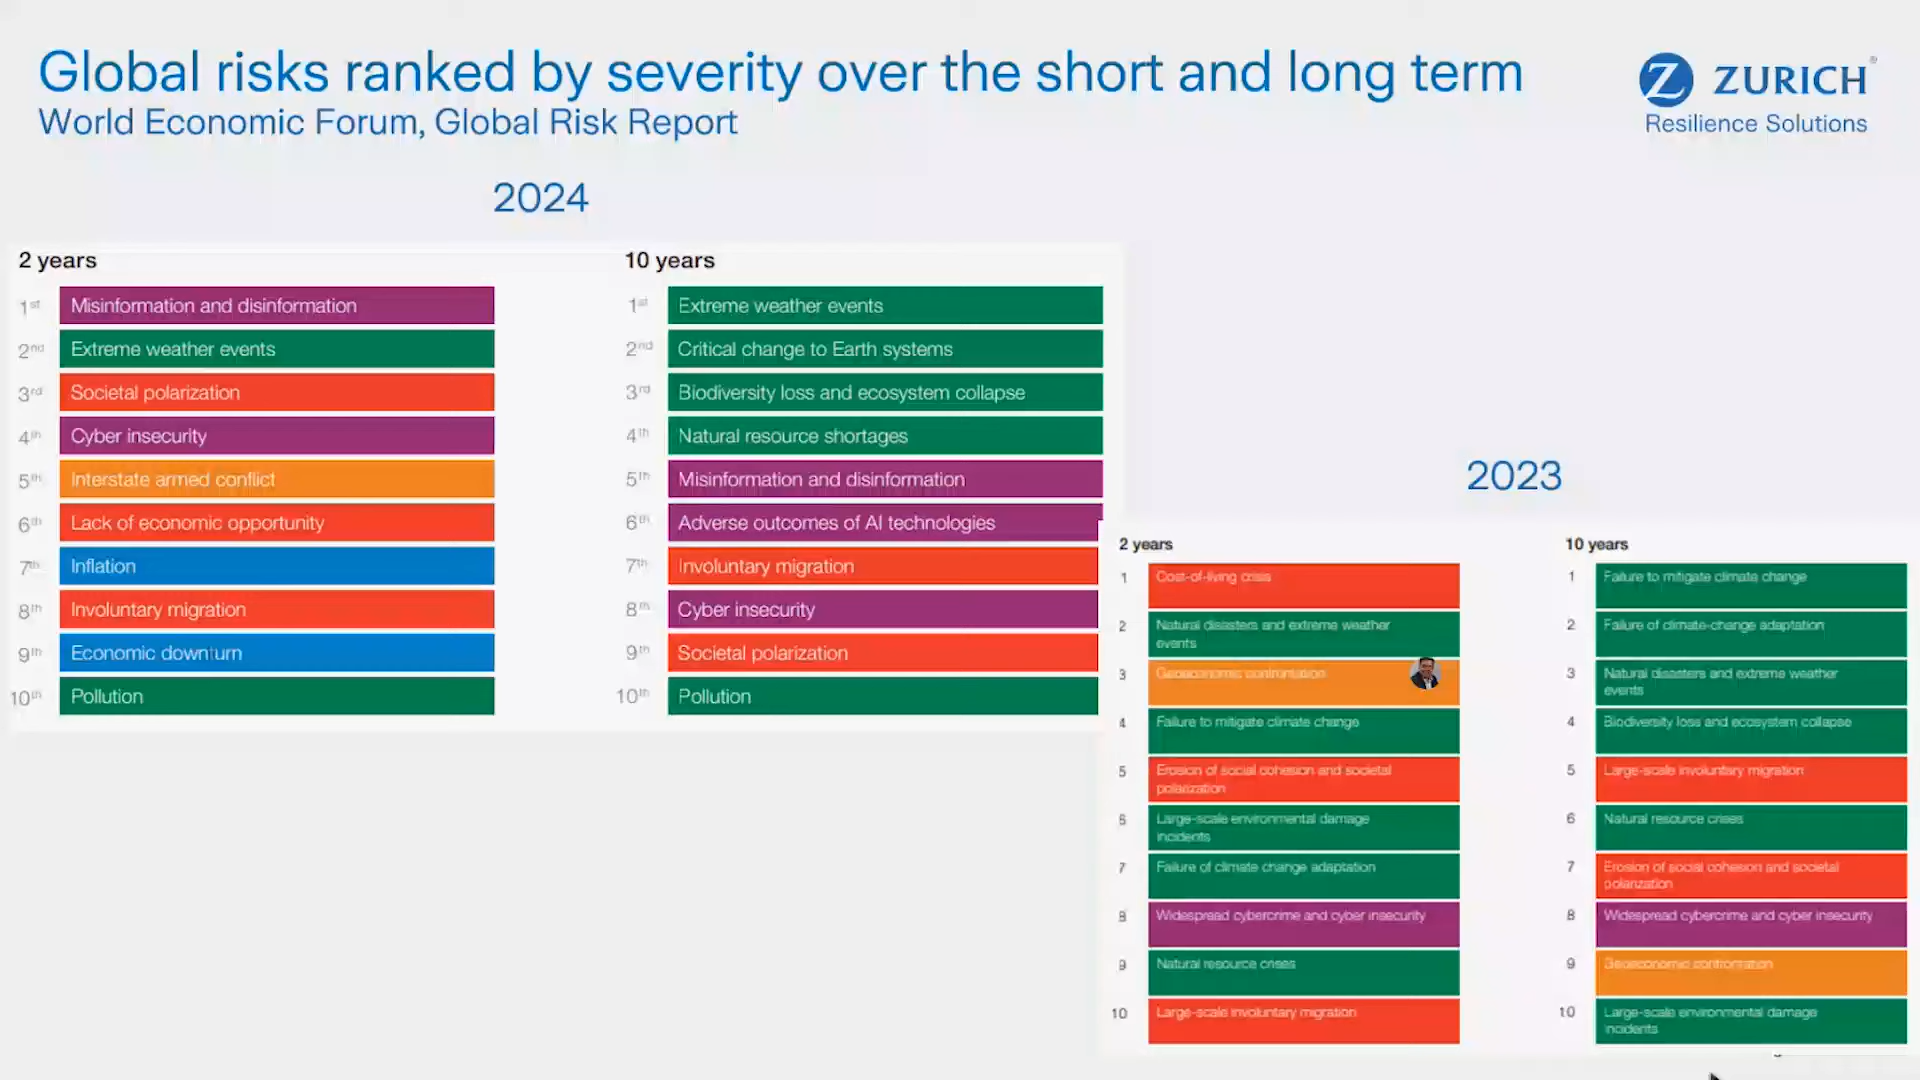 Global risks ranked by severity over the short and long term
World Economic Forum, Global Risk Report
ZURICH®
Resilience Solutions
2024
2 years
1st Misinformation and disinformation
2nd Extreme weather events
3rd Societal polarization
4th Cyber insecurity
5th Interstate armed conflict
6th Lack of economic opportunity
7th Inflation
8th Involuntary migration
9th Economic downturn
10th Pollution
10 years
1st Extreme weather events
2nd Critical change to Earth systems
3rd Biodiversity loss and ecosystem collapse
4th Natural resource shortages
5th Misinformation and disinformation
6th Adverse outcomes of AI technologies
7th Involuntary migration
8th Cyber insecurity
9th Societal polarization
10th Pollution
2023
2 years
1 Cost-of-living crisis
2 Natural disasters and extreme weather
events
3 Geoeconomic confrontation
4 Failure to mitigate climate change
5 Erosion of social cohesion and societal
polarization
6 Large-scale environmental damage
incidents
7 Failure of climate change adaptation
8 Widespread cybercrime and cyber insecurity
9 Natural resource crises
10 Large-scale involuntary migration
10 years
1 Failure to mitigate climate change
2 Failure of climate-change adaptation
3 Natural disasters and extreme weather
events
4 Biodiversity loss and ecosystem collapse
5 Large-scale involuntary migration
6 Natural resource crises
7 Erosion of social cohesion and societal
polarization
8 Widespread cybercrime and cyber insecurity
9 Geoeconomic confrontation
10 Large-scale environmental damage
incidents